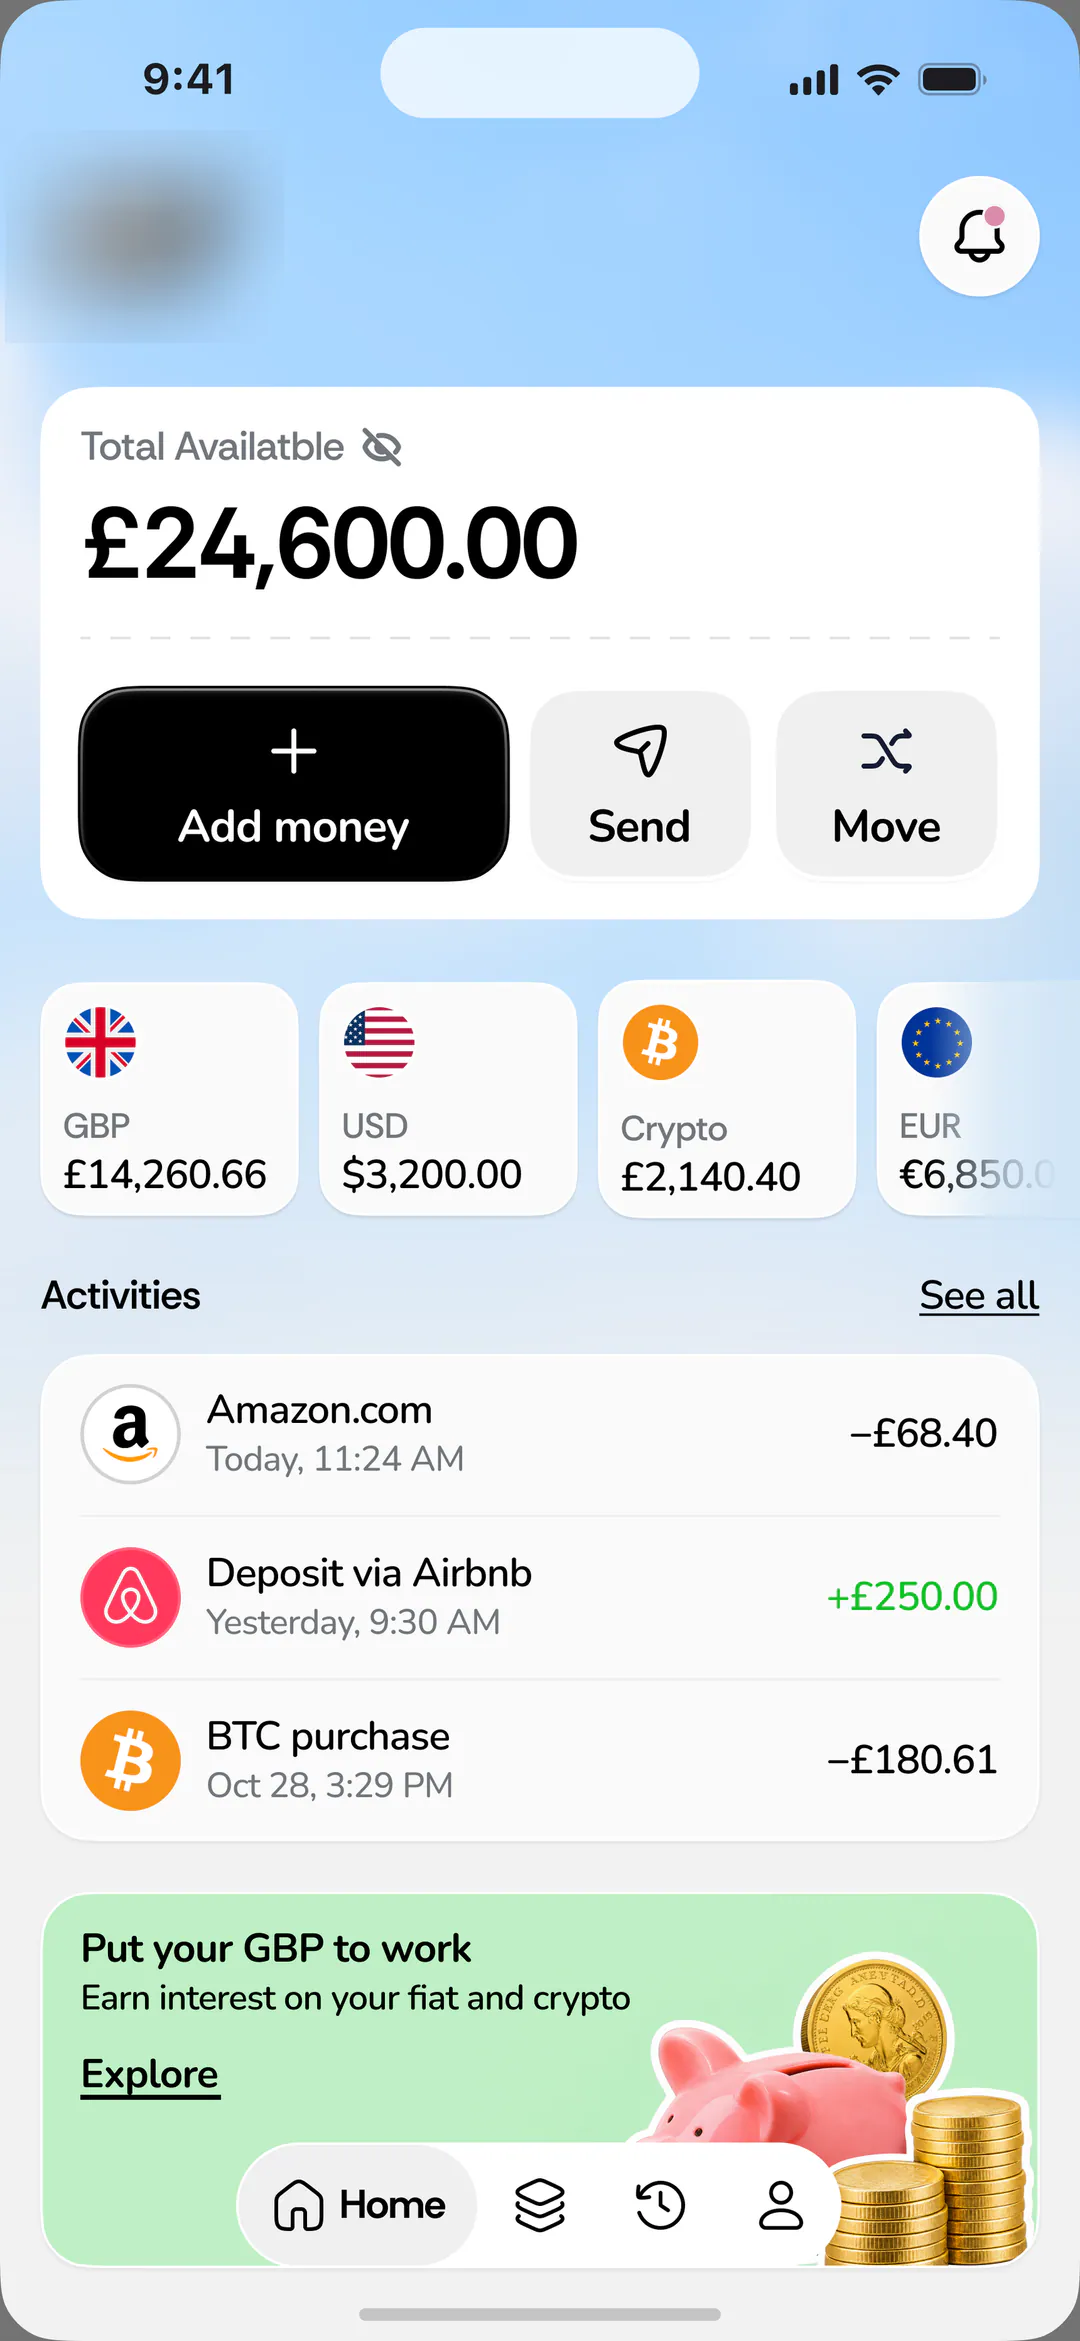 9:41
Total Availatble
£24,600.00
Add money
Send
Move
GBP
£14,260.66
USD
$3,200.00
Crypto
£2,140.40
EUR
€6,850.0
Activities
See all
Amazon.com
Today, 11:24 AM
−£68.40
Deposit via Airbnb
Yesterday, 9:30 AM
+£250.00
BTC purchase
Oct 28, 3:29 PM
−£180.61
Put your GBP to work
Earn interest on your fiat and crypto
Explore
Home